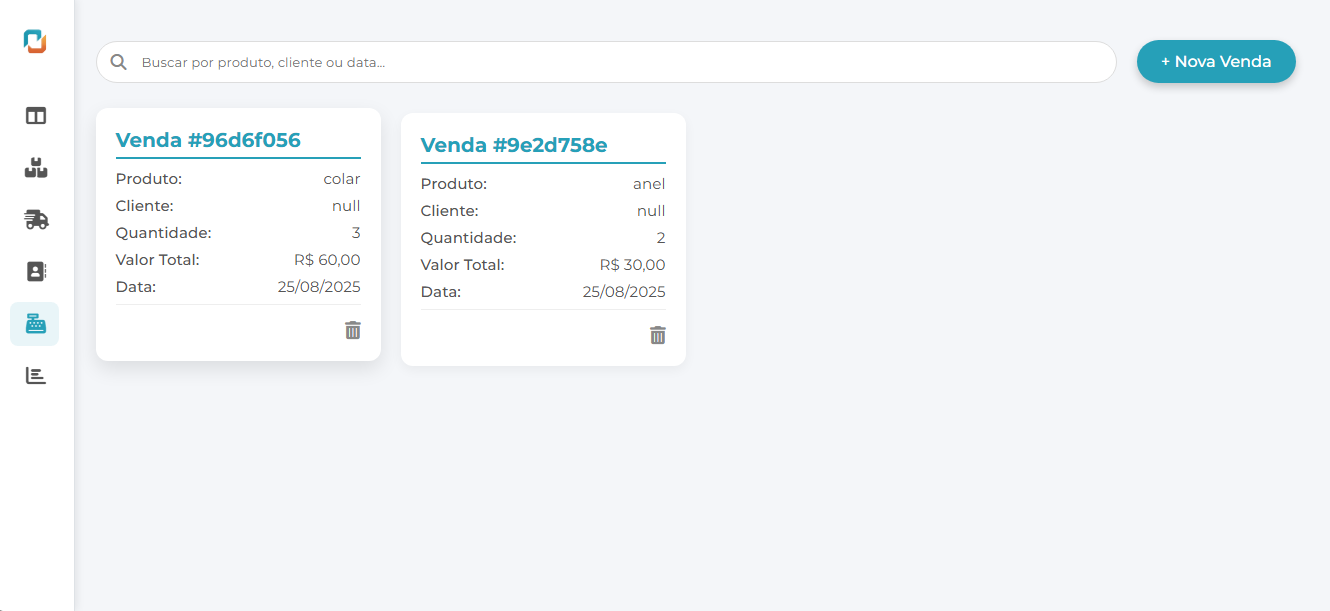 Buscar por produto, cliente ou data...
+ Nova Venda
Venda #96d6f056
Produto: colar
Cliente: null
Quantidade: 3
Valor Total: R$ 60,00
Data: 25/08/2025
Venda #9e2d758e
Produto: anel
Cliente: null
Quantidade: 2
Valor Total: R$ 30,00
Data: 25/08/2025